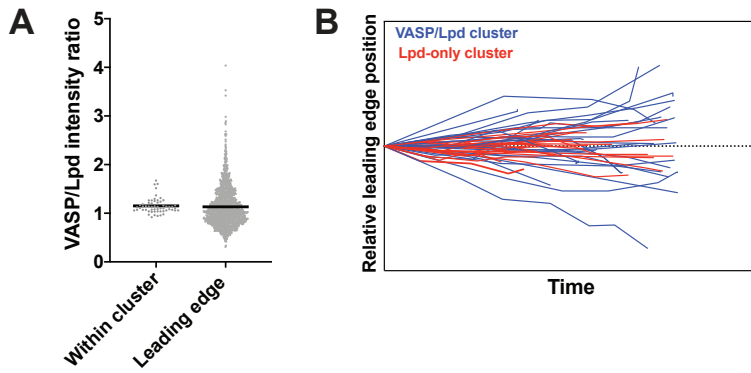 A
VASP/Lpd intensity ratio
5
4
3
2
1
0
Within cluster
Leading edge
B
VASP/Lpd cluster
Lpd-only cluster
Relative leading edge position
Time